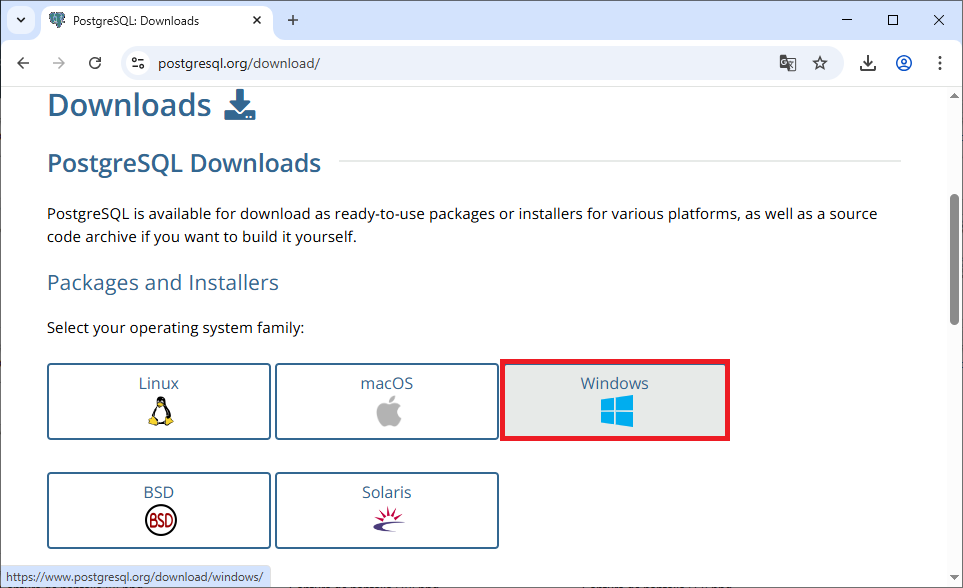 PostgreSQL: Downloads
postgresql.org/download/
Downloads
PostgreSQL Downloads
PostgreSQL is available for download as ready-to-use packages or installers for various platforms, as well as a source
code archive if you want to build it yourself.
Packages and Installers
Select your operating system family:
Linux
macOS
Windows
BSD
BSD
Solaris
https://www.postgresql.org/download/windows/